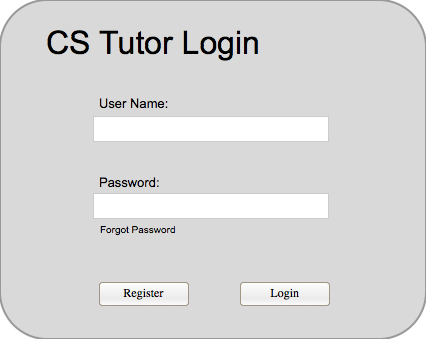 CS Tutor Login
User Name:
Password:
Forgot Password
Register Login